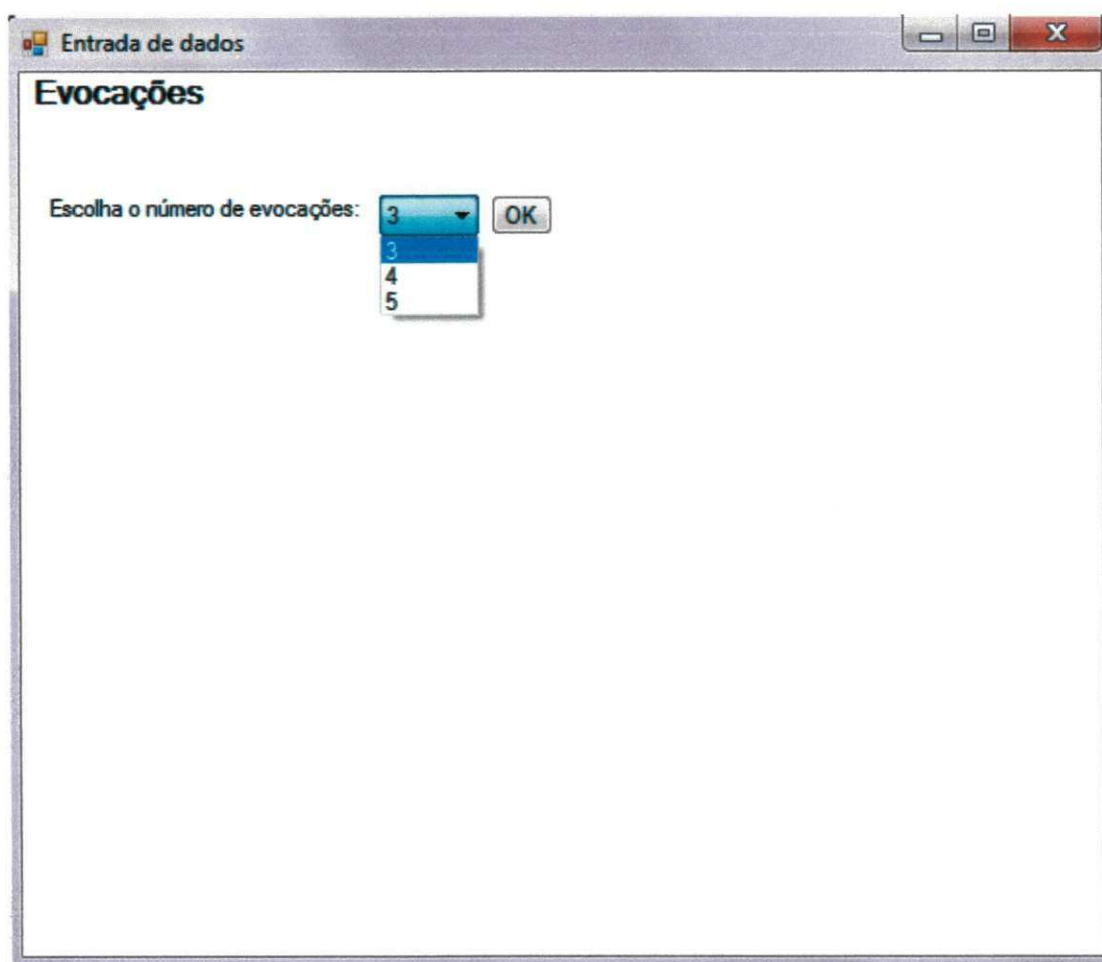 Entrada de dados
Evocações
Escolha o número de evocações: 3 OK
3
4
5